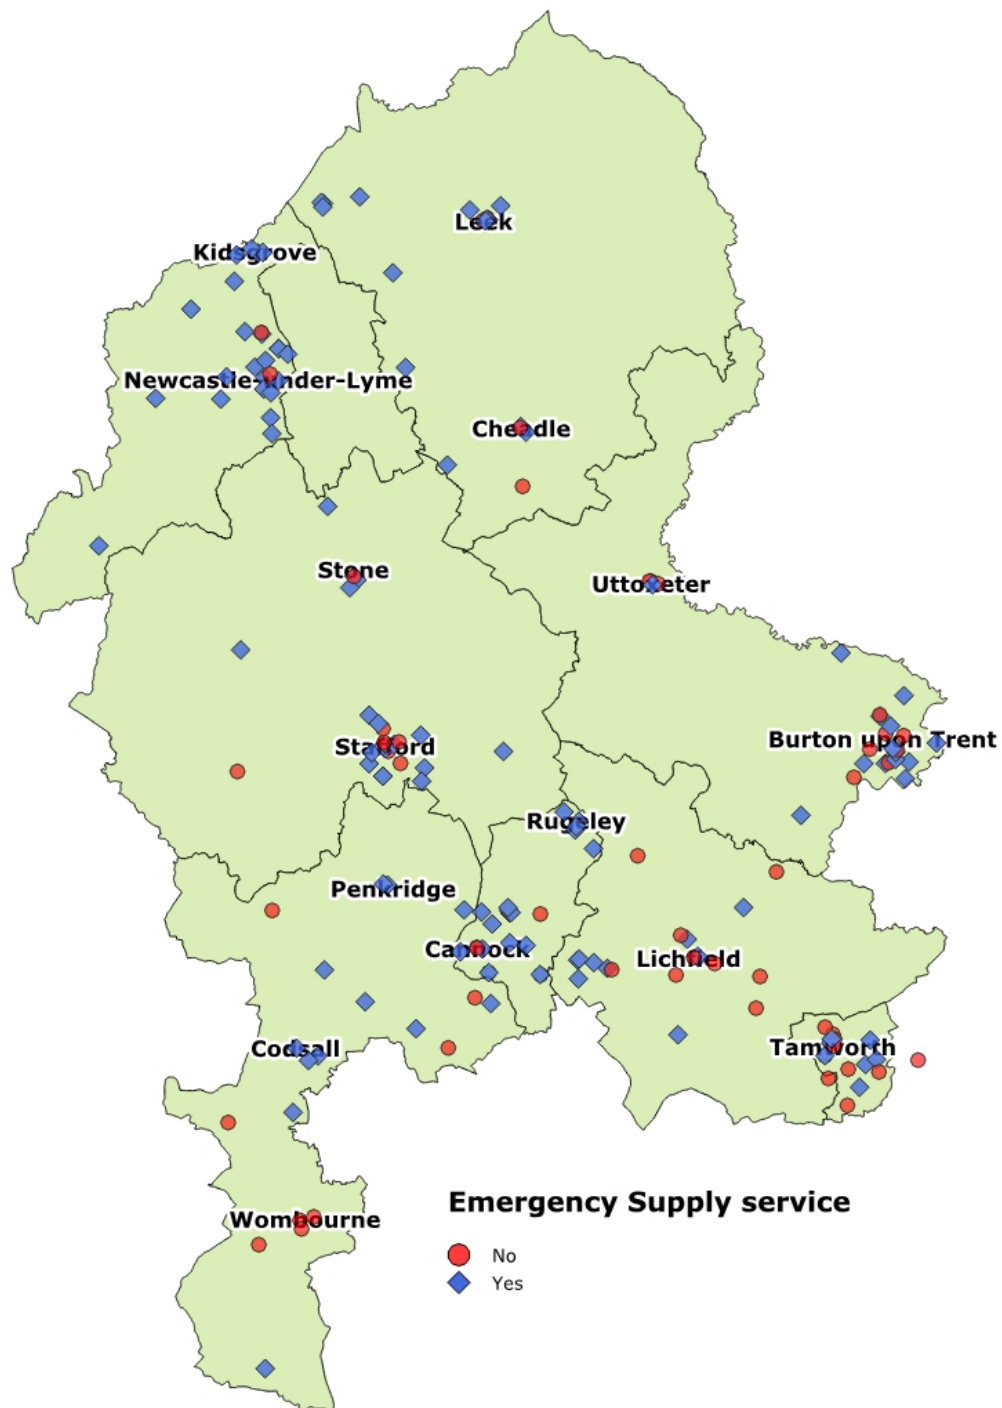 Leek
Kidsgrove
Newcastle-under-Lyme
Cheadle
Stone
Uttoxeter
Stafford
Burton upon Trent
Rugeley
Penkridge
Cannock
Lichfield
Codsall
Tamworth
Wombourne
Emergency Supply service
No
Yes